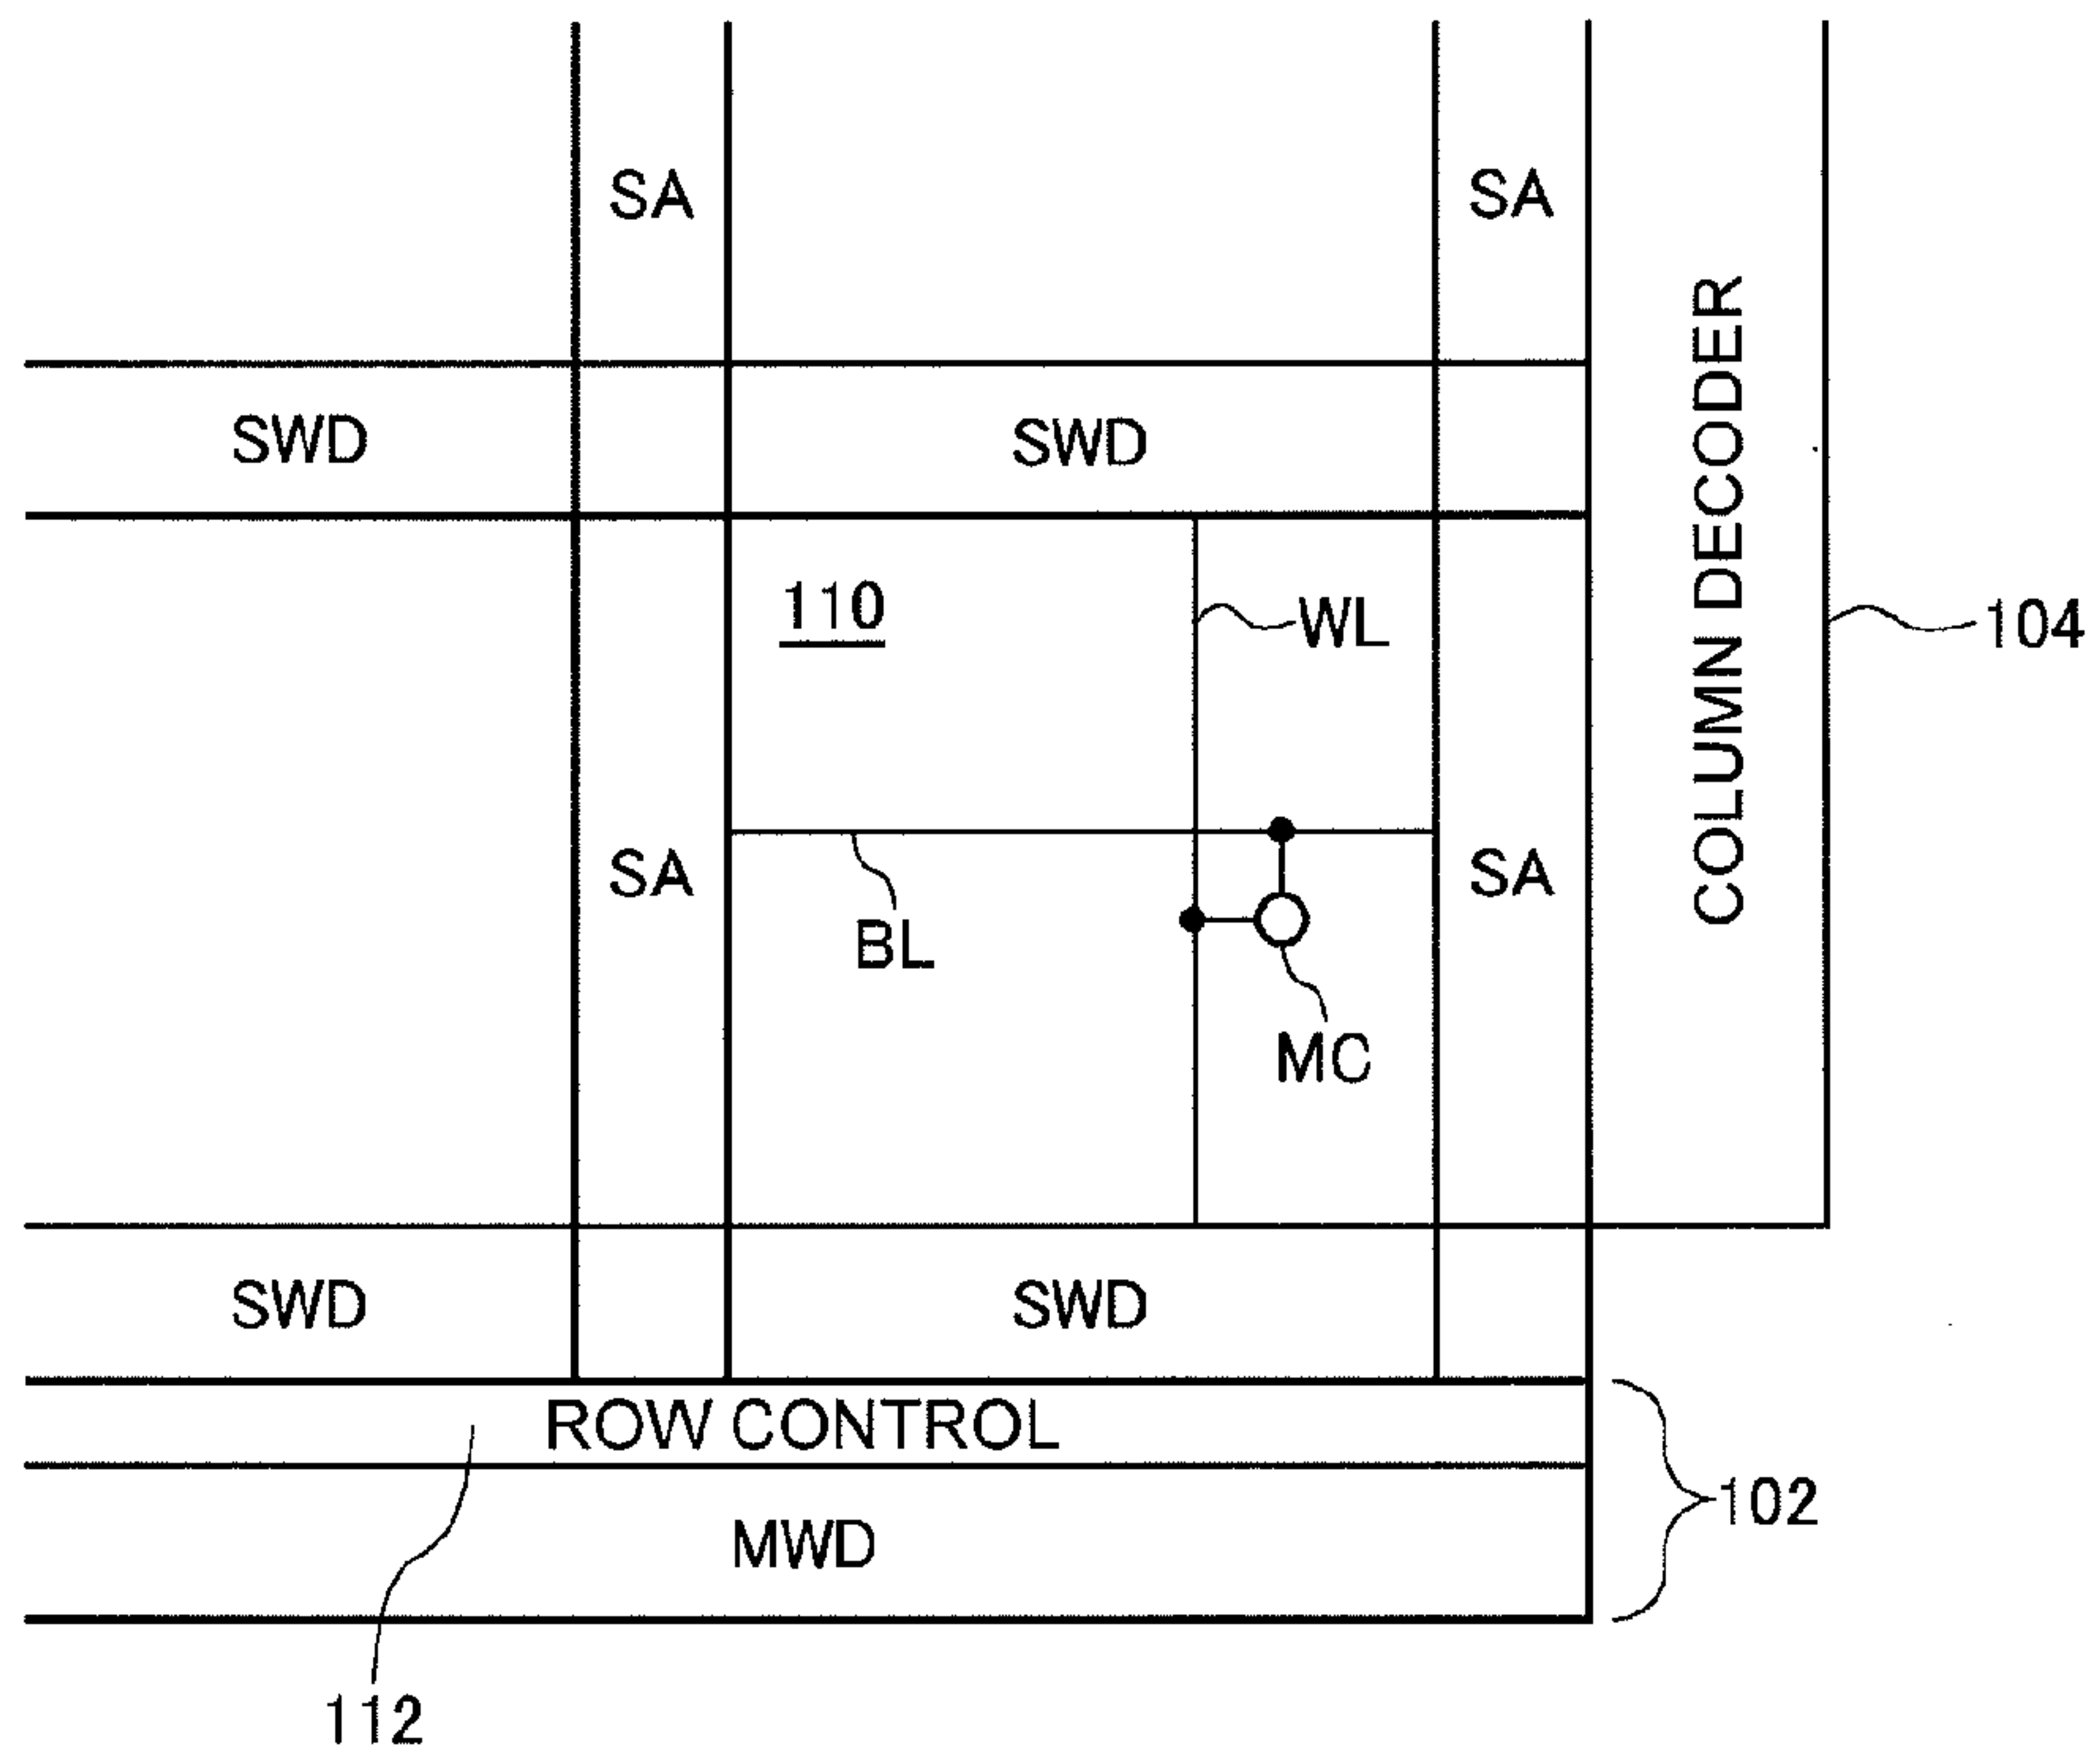 SA
SA
SWD
SWD
COLUMN DECODER
110
WL
104
SA
SA
BL
MC
SWD
SWD
ROW CONTROL
102
MWD
112